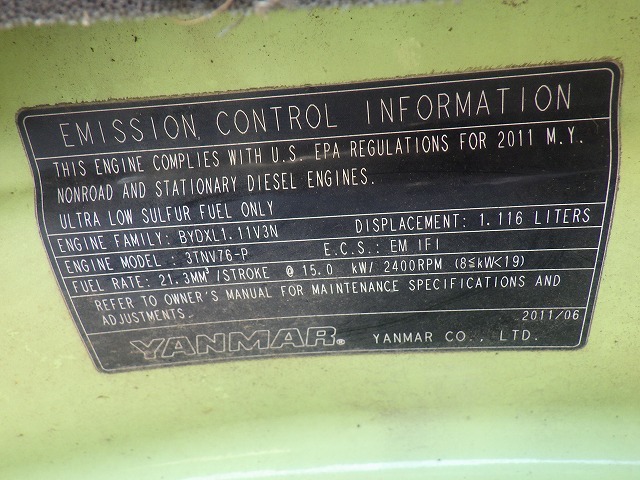 EMISSION CONTROL INFORMATION
THIS ENGINE COMPLIES WITH U.S. EPA REGULATIONS FOR 2011 M.Y.
NONROAD AND STATIONARY DIESEL ENGINES.
ULTRA LOW SULFUR FUEL ONLY
ENGINE FAMILY: BYDXL1.11V3N DISPLACEMENT: 1.116 LITERS
ENGINE MODEL: 3TNV76-P E.C.S.: EM IFI
FUEL RATE: 21.3MM³/STROKE @ 15.0 kW/ 2400RPM (8≦kW<19)
REFER TO OWNER'S MANUAL FOR MAINTENANCE SPECIFICATIONS AND
ADJUSTMENTS. 2011/06
YANMAR® YANMAR CO., LTD.